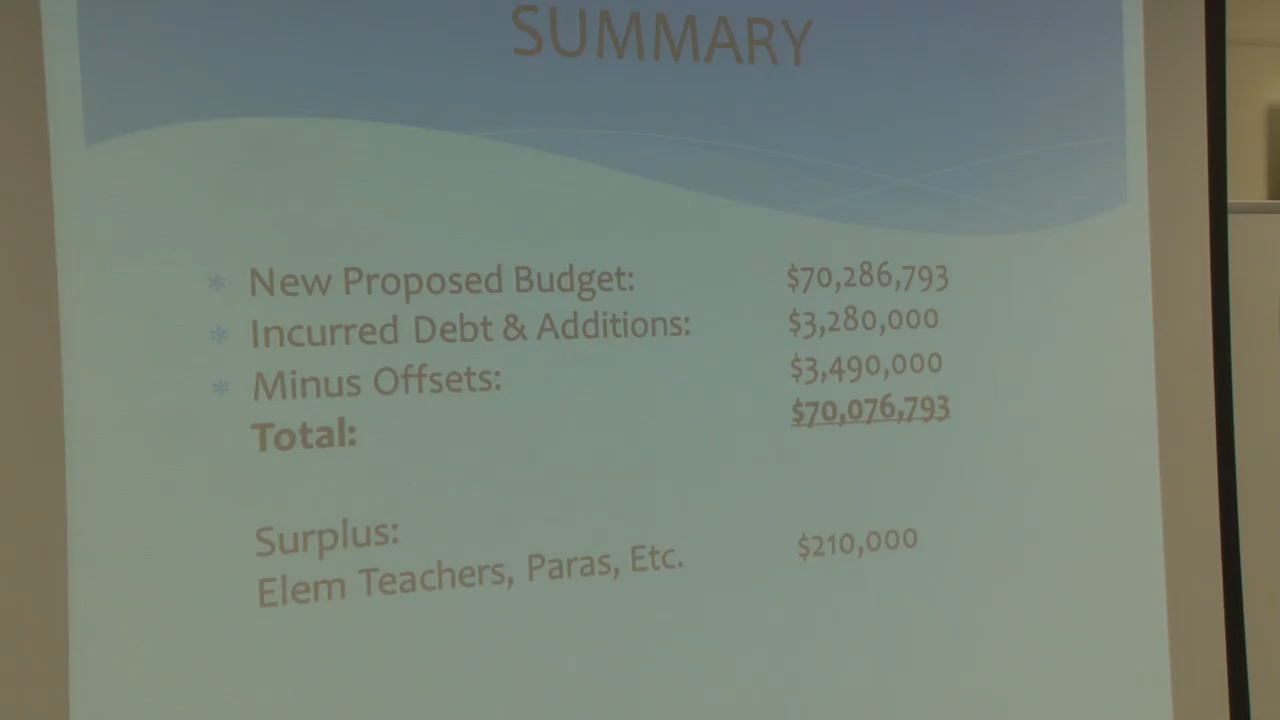 SUMMARY
* New Proposed Budget: $70,286,793
* Incurred Debt & Additions: $3,280,000
* Minus Offsets: $3,490,000
Total: $70,076,793
Surplus: $210,000
Elem Teachers, Paras, Etc.